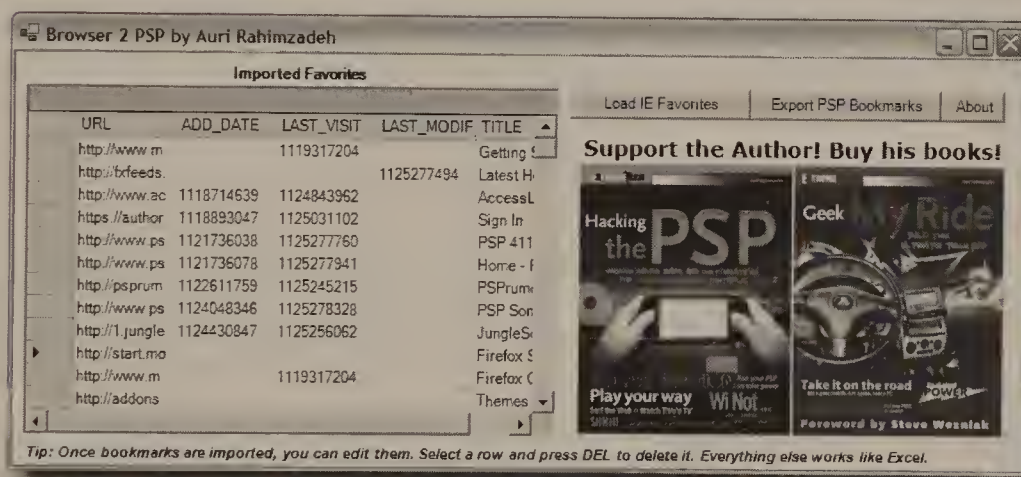 Browser 2 PSP by Auri Rahimzadeh
Imported Favorites
URL ADD_DATE LAST_VISIT LAST_MODIF TITLE
http://www.m 1119317204 Getting
http://fxfeeds. 1125277494 Latest H
http://www.ac 1118714639 1124843962 AccessL
https://author 1118893047 1125031102 Sign In
http://www.ps 1121736038 1125277760 PSP 411
http://www.ps 1121736078 1125277941 Home -
http://psprum 1122611759 1125245215 PSPrum
http://www.ps 1124048346 1125278328 PSP Son
http://1.jungle 1124430847 1125256062 JungleS
http://start.mo Firefox S
http://www.m 1119317204 Firefox
http://addons Themes
Load IE Favorites Export PSP Bookmarks About
Support the Author! Buy his books!
Hacking
the PSP
Play your way
Wi Not
Geek My Ride
Take it on the road
POWER
Foreword by Steve Wozniak
Tip: Once bookmarks are imported, you can edit them. Select a row and press DEL to delete it. Everything else works like Excel.